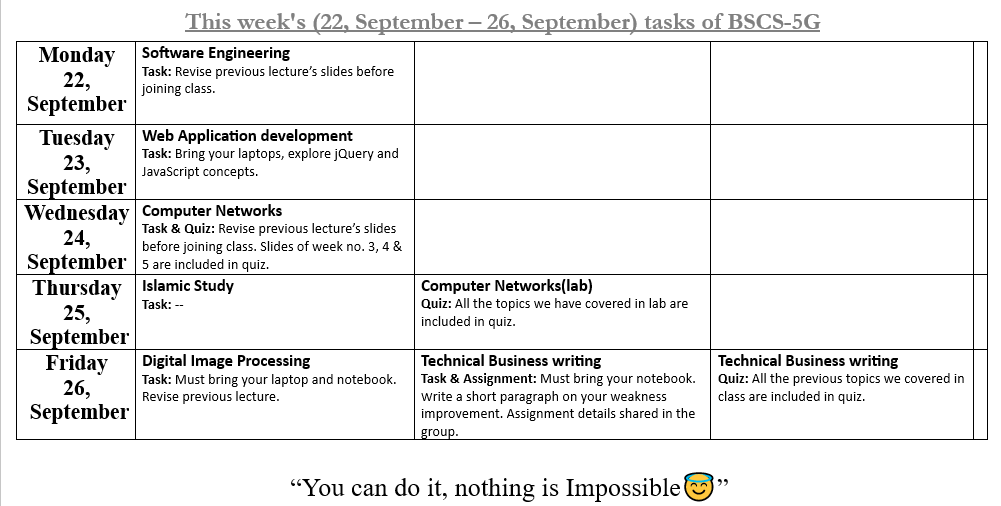 This week's (22, September – 26, September) tasks of BSCS-5G
Monday
22,
September
Software Engineering
Task: Revise previous lecture’s slides before
joining class.
Tuesday
23,
September
Web Application development
Task: Bring your laptops, explore jQuery and
JavaScript concepts.
Wednesday
24,
September
Computer Networks
Task & Quiz: Revise previous lecture’s slides
before joining class. Slides of week no. 3, 4 &
5 are included in quiz.
Thursday
25,
September
Islamic Study
Task: --
Computer Networks(lab)
Quiz: All the topics we have covered in lab are
included in quiz.
Friday
26,
September
Digital Image Processing
Task: Must bring your laptop and notebook.
Revise previous lecture.
Technical Business writing
Task & Assignment: Must bring your notebook.
Write a short paragraph on your weakness
improvement. Assignment details shared in the
group.
Technical Business writing
Quiz: All the previous topics we covered in
class are included in quiz.
“You can do it, nothing is Impossible😇”